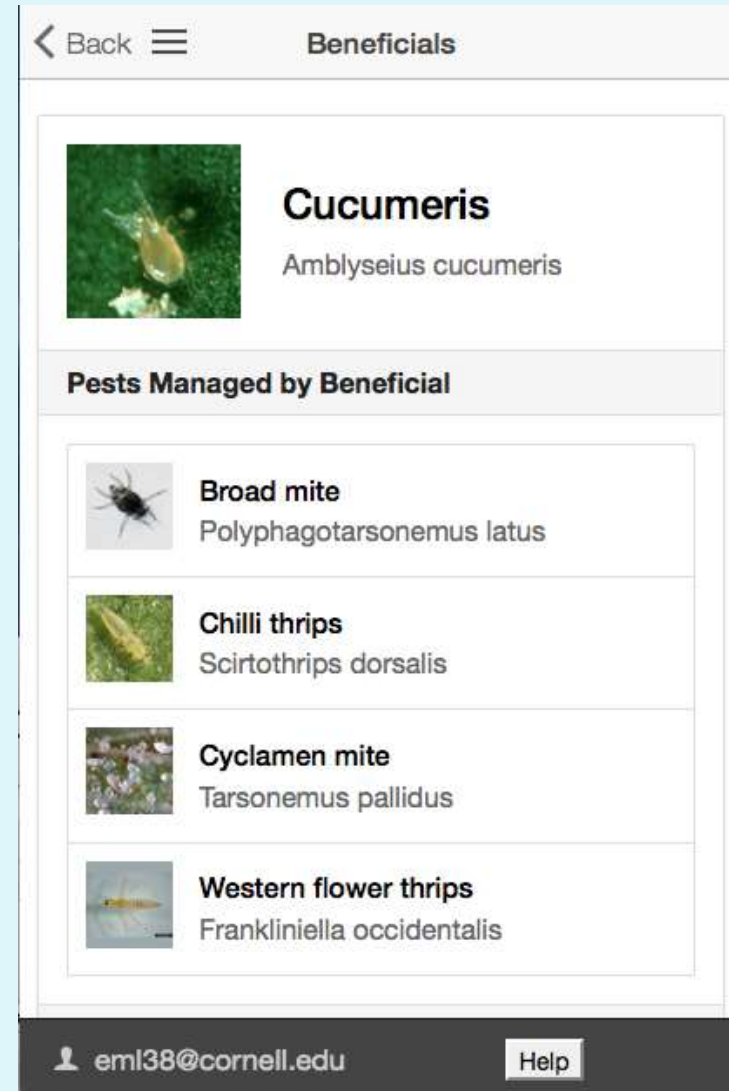 Back
Beneficials
Cucumeris
Amblyseius cucumeris
Pests Managed by Beneficial
Broad mite
Polyphagotarsonemus latus
Chilli thrips
Scirtothrips dorsalis
Cyclamen mite
Tarsonemus pallidus
Western flower thrips
Frankliniella occidentalis
eml38@cornell.edu
Help